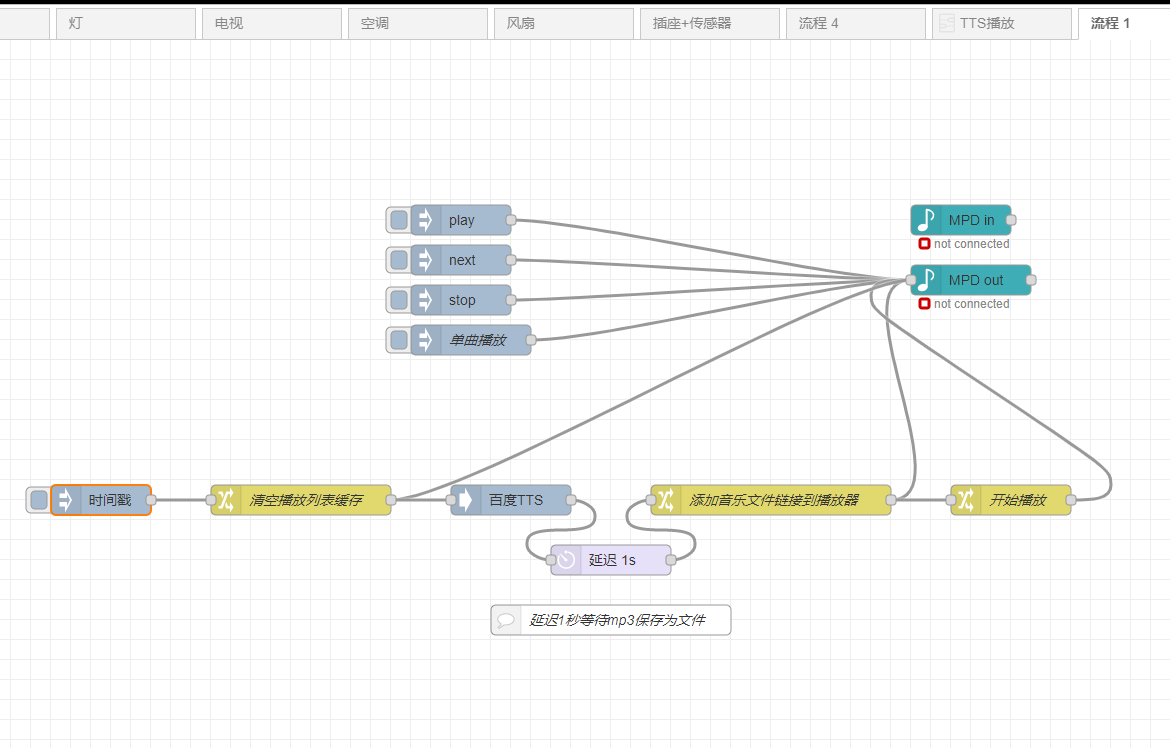 灯
电视
空调
风扇
插座+传感器
流程 4
TTS播放
流程 1
play
next
stop
单曲播放
MPD in
not connected
MPD out
not connected
时间戳
清空播放列表缓存
百度TTS
添加音乐文件链接到播放器
开始播放
延迟 1s
延迟1秒等待mp3保存为文件